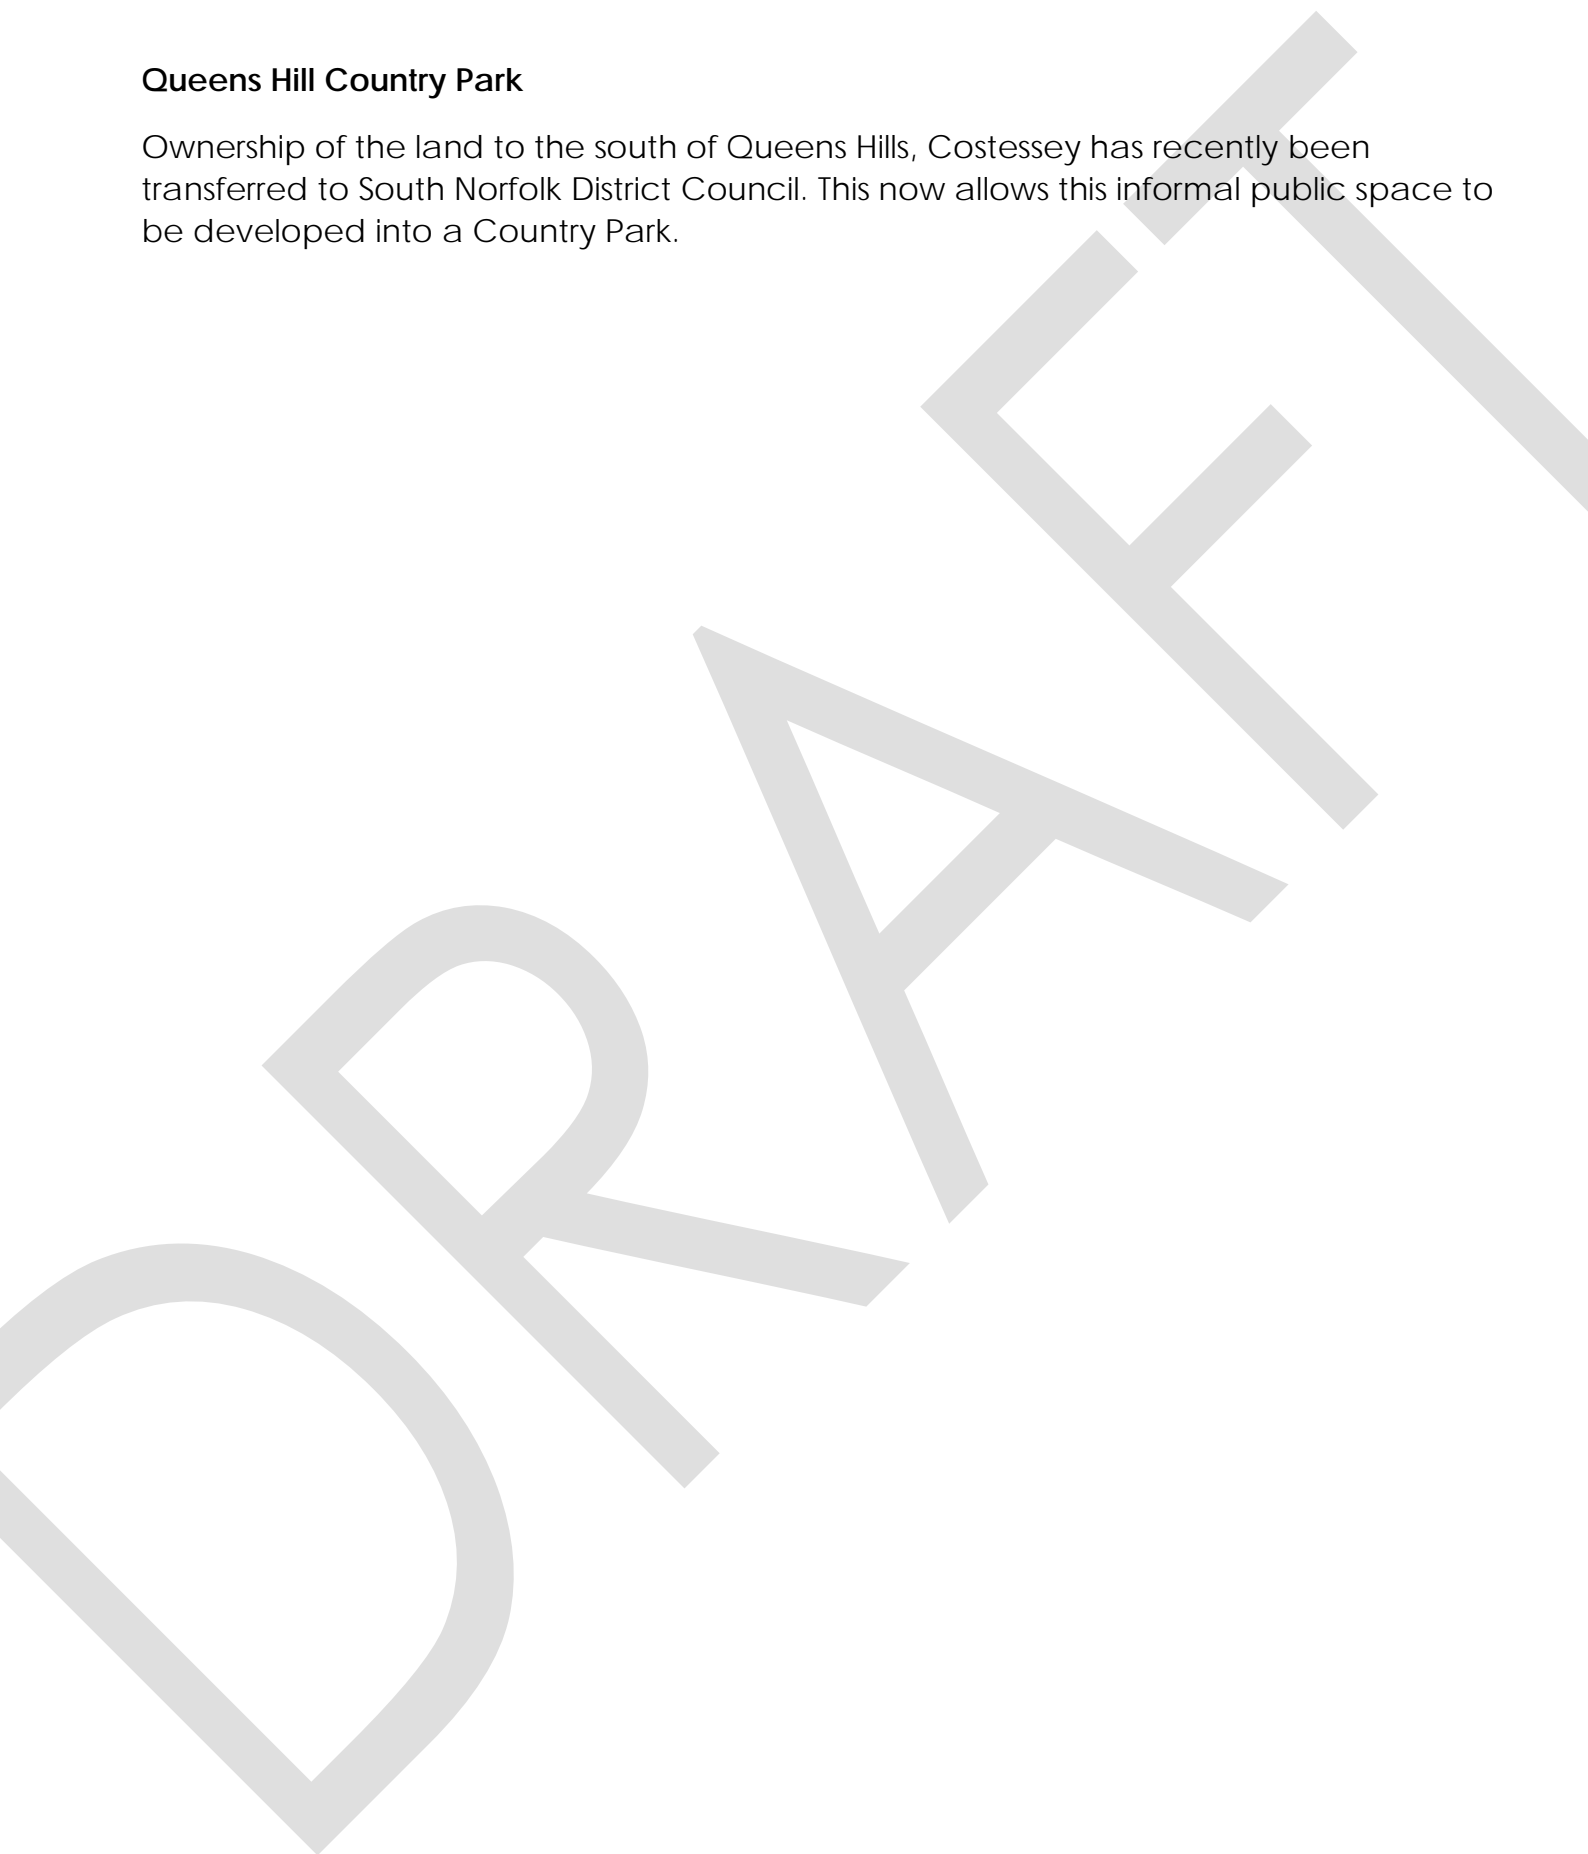 Queens Hill Country Park
Ownership of the land to the south of Queens Hills, Costessey has recently been
transferred to South Norfolk District Council. This now allows this informal public space to
be developed into a Country Park.
DRAFT